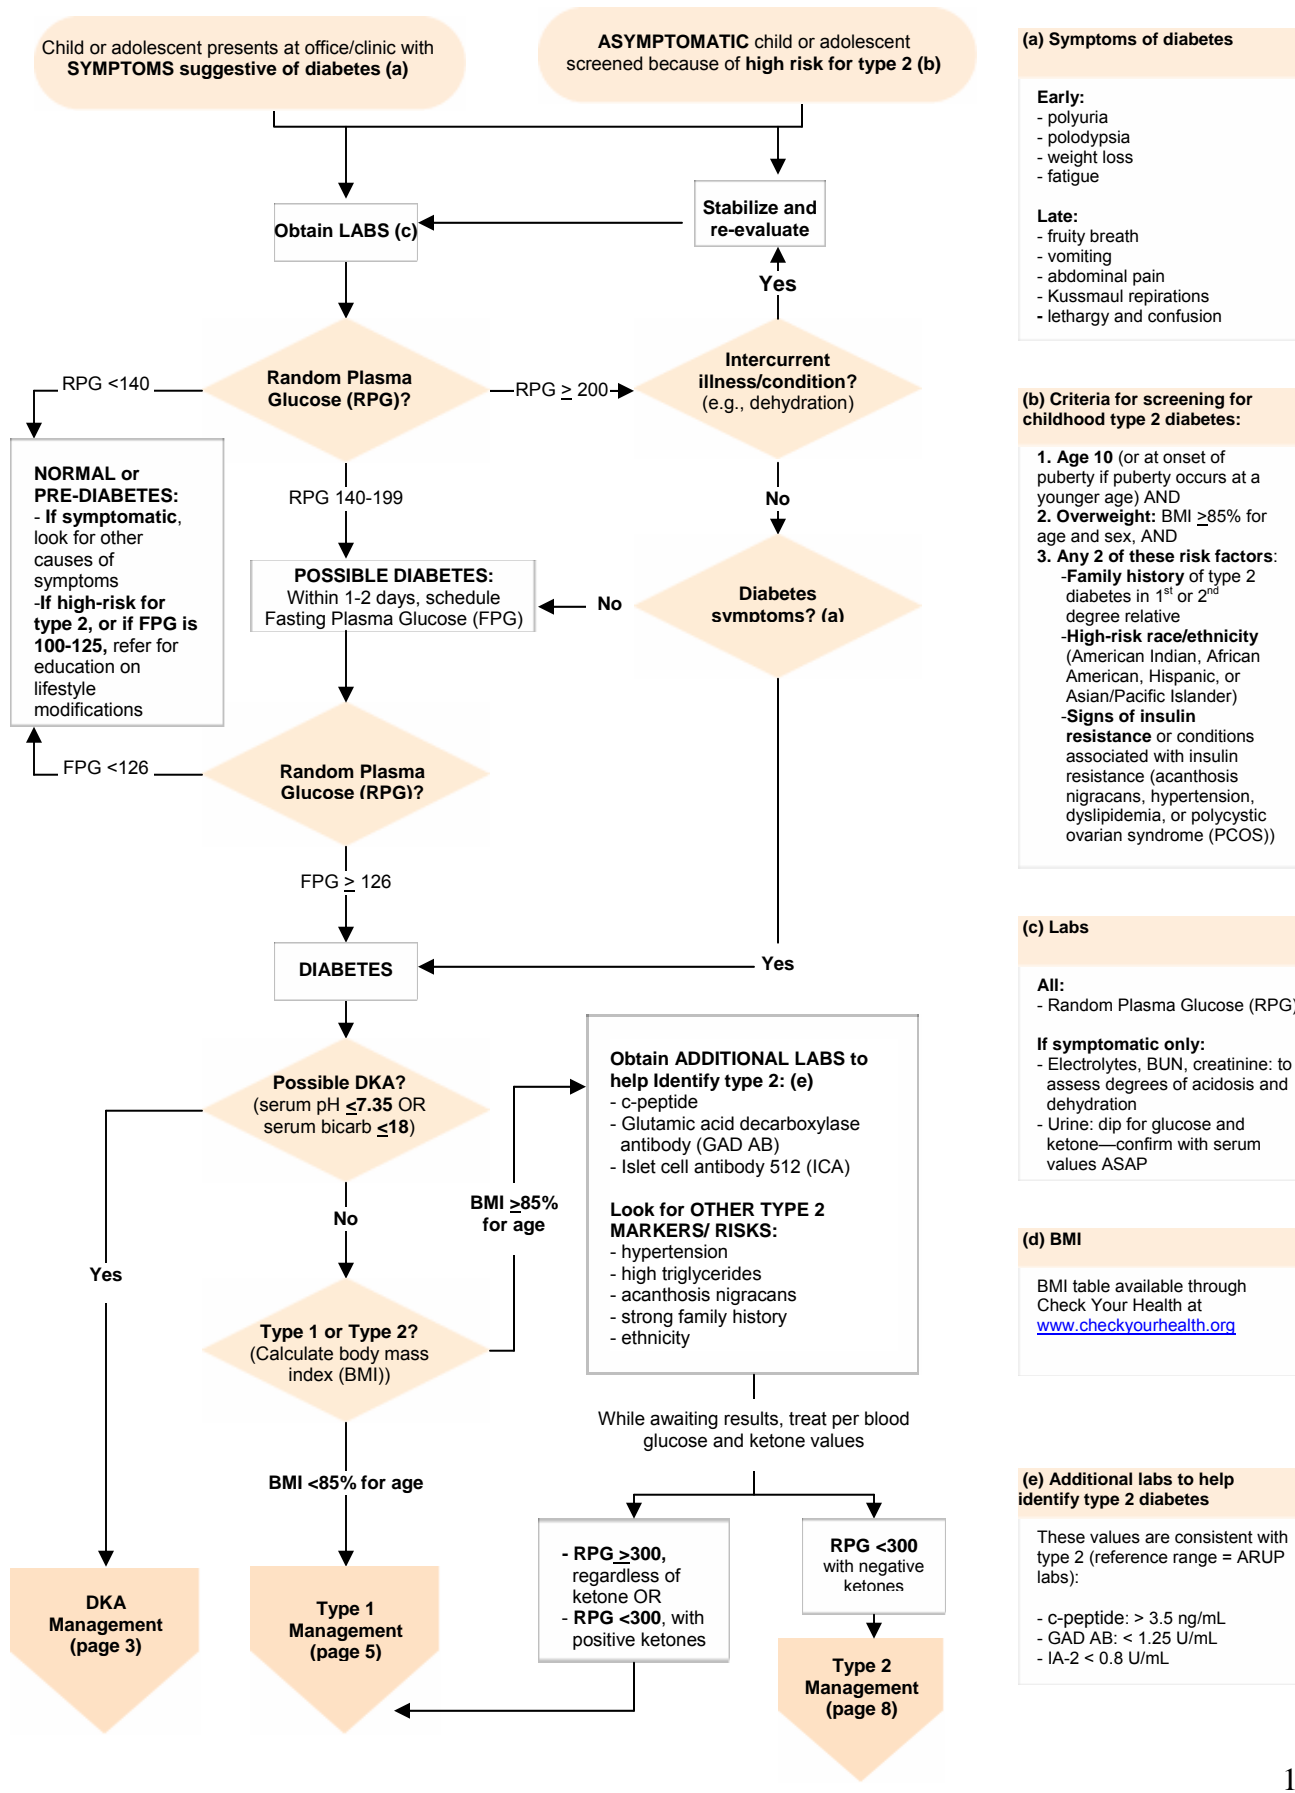 Child or adolescent presents at office/clinic with
SYMPTOMS suggestive of diabetes (a)
ASYMPTOMATIC child or adolescent
screened because of high risk for type 2 (b)
Obtain LABS (c)
Stabilize and
re-evaluate
Yes
Random Plasma
Glucose (RPG)?
RPG <140
RPG ≥ 200
Intercurrent
illness/condition?
(e.g., dehydration)
NORMAL or
PRE-DIABETES:
- If symptomatic,
look for other
causes of
symptoms
-If high-risk for
type 2, or if FPG is
100-125, refer for
education on
lifestyle
modifications
RPG 140-199
No
POSSIBLE DIABETES:
Within 1-2 days, schedule
Fasting Plasma Glucose (FPG)
No
Diabetes
symptoms? (a)
FPG <126
Random Plasma
Glucose (RPG)?
FPG ≥ 126
DIABETES
Yes
Possible DKA?
(serum pH ≤7.35 OR
serum bicarb ≤18)
Yes
No
Type 1 or Type 2?
(Calculate body mass
index (BMI))
BMI ≥85%
for age
BMI <85% for age
Obtain ADDITIONAL LABS to
help Identify type 2: (e)
- c-peptide
- Glutamic acid decarboxylase
antibody (GAD AB)
- Islet cell antibody 512 (ICA)
Look for OTHER TYPE 2
MARKERS/ RISKS:
- hypertension
- high triglycerides
- acanthosis nigracans
- strong family history
- ethnicity
While awaiting results, treat per blood
glucose and ketone values
- RPG ≥300,
regardless of
ketone OR
- RPG <300, with
positive ketones
RPG <300
with negative
ketones
DKA
Management
(page 3)
Type 1
Management
(page 5)
Type 2
Management
(page 8)
(a) Symptoms of diabetes
Early:
- polyuria
- polodypsia
- weight loss
- fatigue
Late:
- fruity breath
- vomiting
- abdominal pain
- Kussmaul repirations
- lethargy and confusion
(b) Criteria for screening for
childhood type 2 diabetes:
1. Age 10 (or at onset of
puberty if puberty occurs at a
younger age) AND
2. Overweight: BMI ≥85% for
age and sex, AND
3. Any 2 of these risk factors:
-Family history of type 2
diabetes in 1st or 2nd
degree relative
-High-risk race/ethnicity
(American Indian, African
American, Hispanic, or
Asian/Pacific Islander)
-Signs of insulin
resistance or conditions
associated with insulin
resistance (acanthosis
nigracans, hypertension,
dyslipidemia, or polycystic
ovarian syndrome (PCOS))
(c) Labs
All:
- Random Plasma Glucose (RPG)
If symptomatic only:
- Electrolytes, BUN, creatinine: to
assess degrees of acidosis and
dehydration
- Urine: dip for glucose and
ketone—confirm with serum
values ASAP
(d) BMI
BMI table available through
Check Your Health at
www.checkyourhealth.org
(e) Additional labs to help
identify type 2 diabetes
These values are consistent with
type 2 (reference range = ARUP
labs):
- c-peptide: > 3.5 ng/mL
- GAD AB: < 1.25 U/mL
- IA-2 < 0.8 U/mL
1